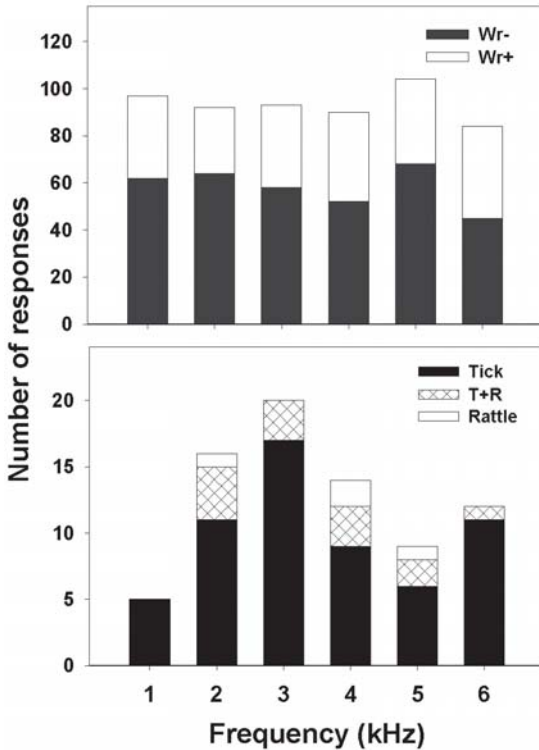 Number of responses
120
100
80
60
40
20
0
Wr-
Wr+
20
15
10
5
0
Tick
T+R
Rattle
1 2 3 4 5 6
Frequency (kHz)